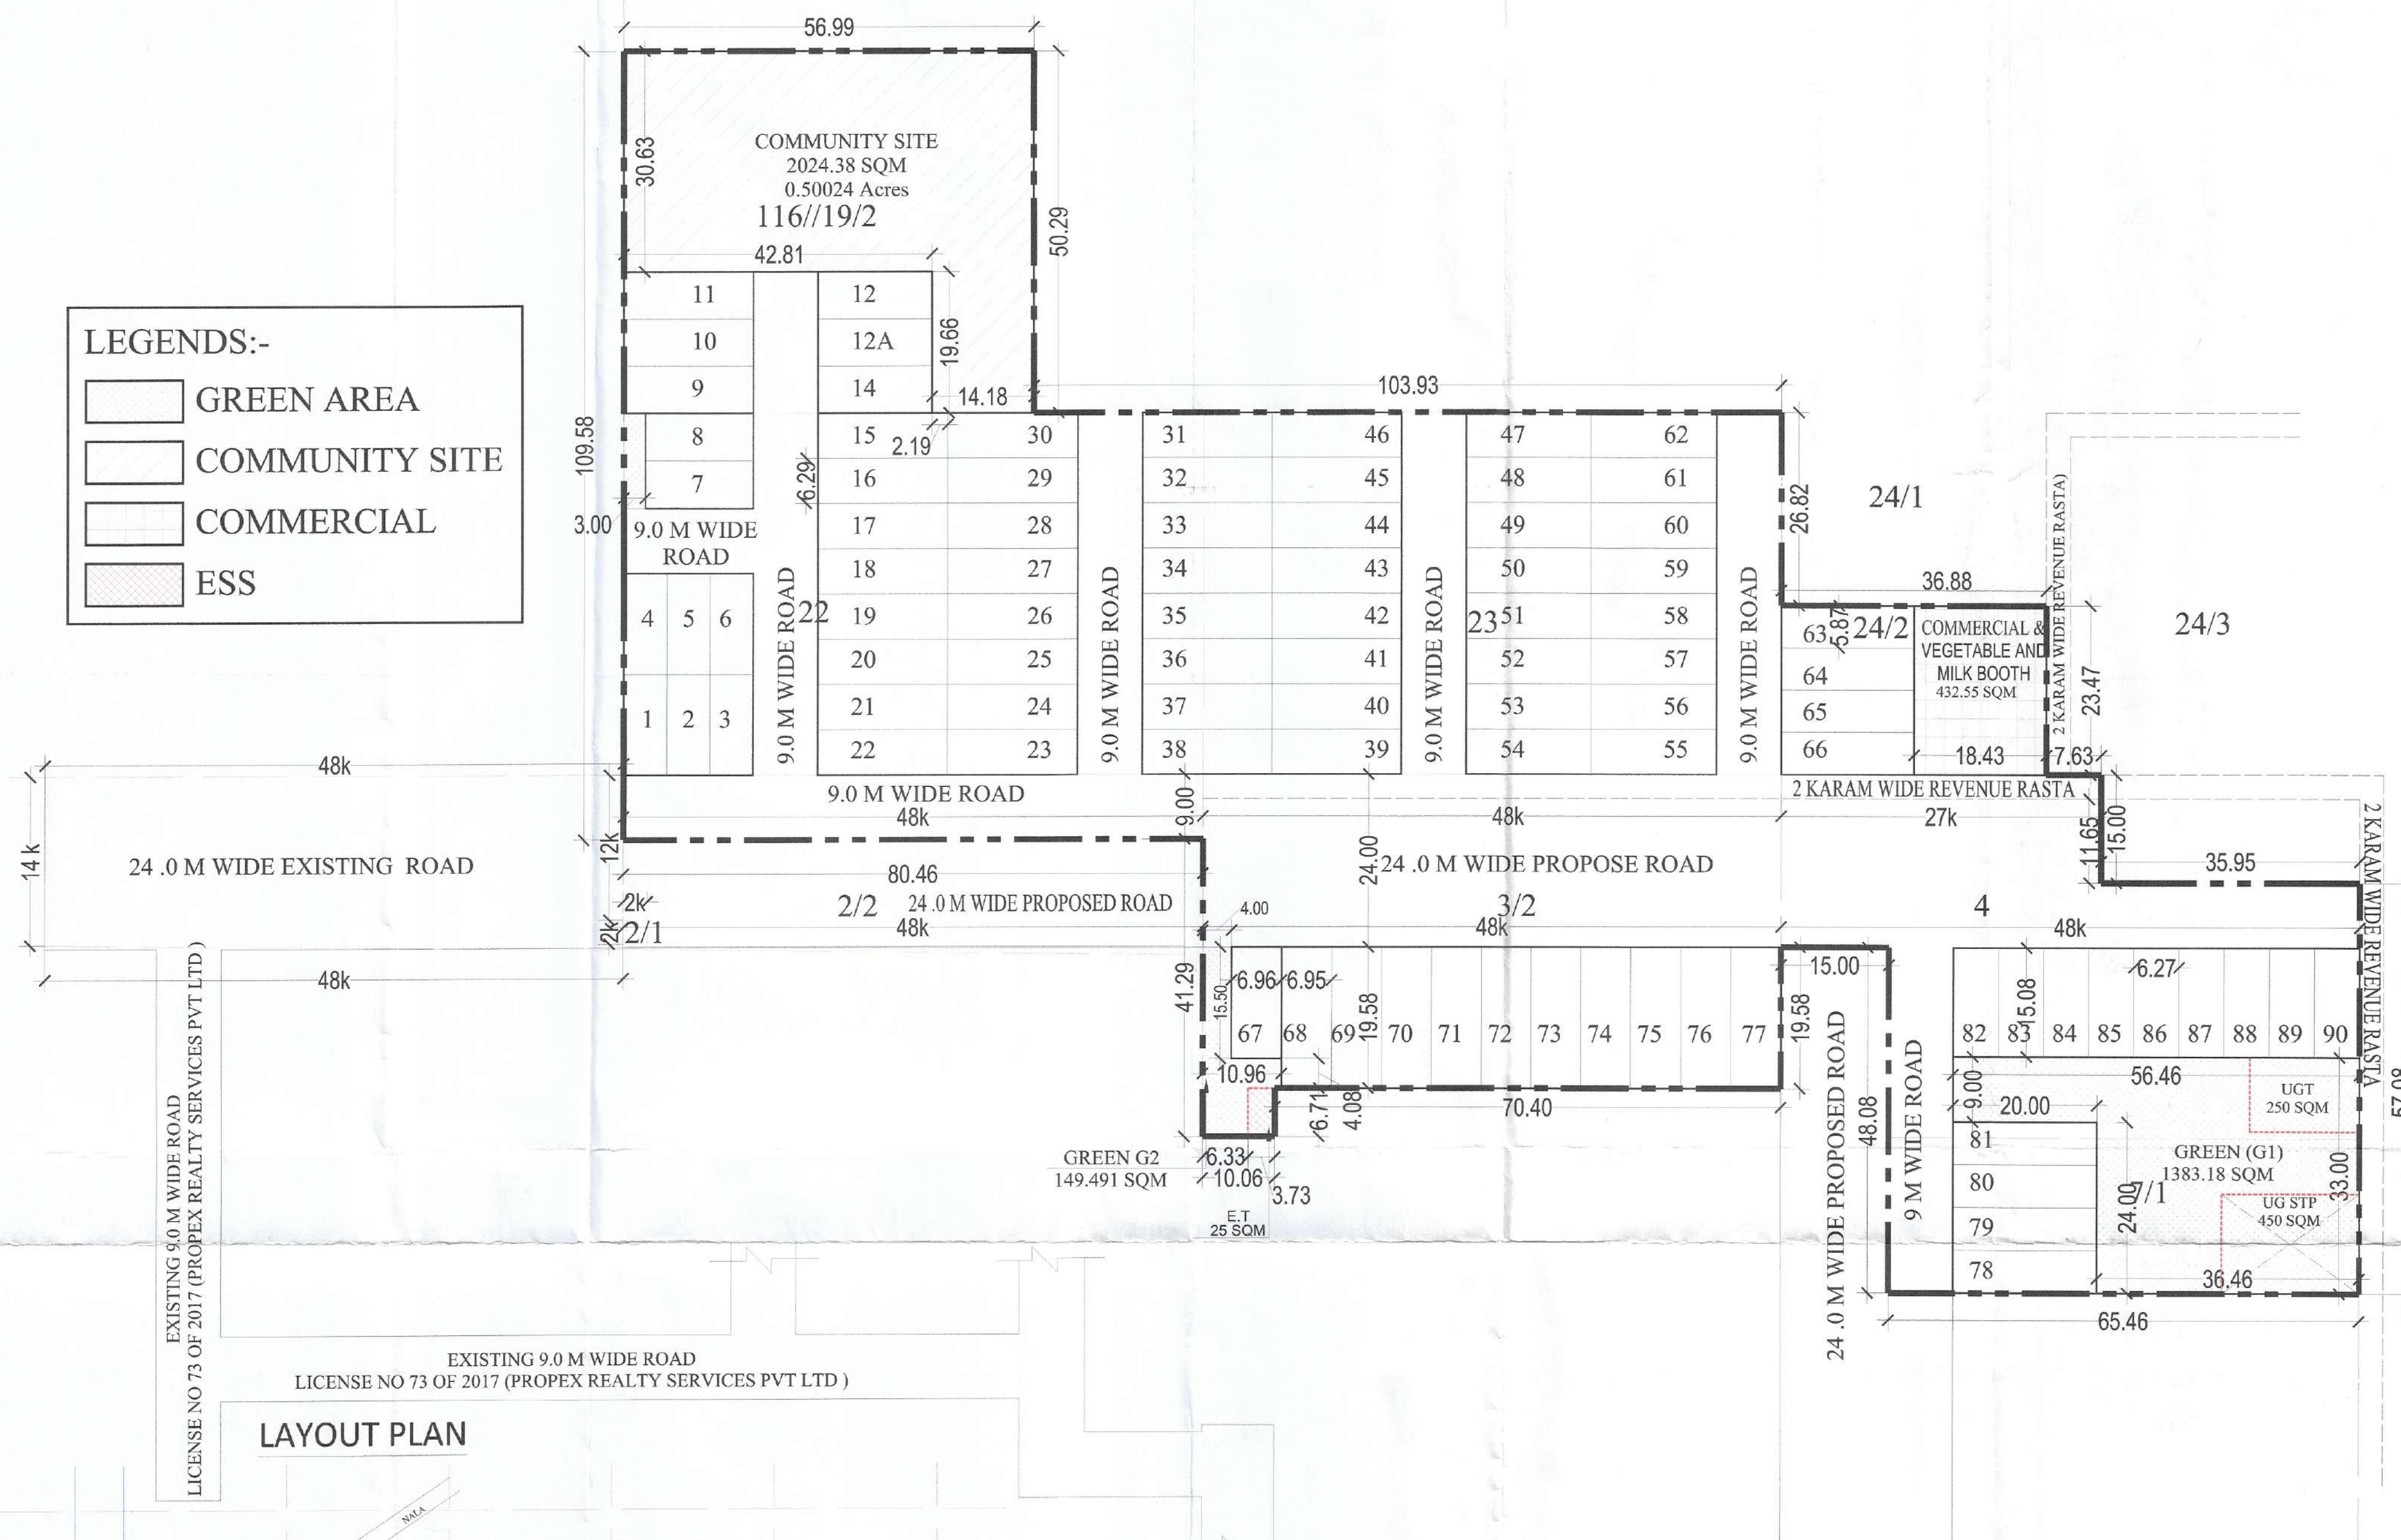 56.99
COMMUNITY SITE
2024.38 SQM
0.50024 Acres
116//19/2
30.63
50.29
42.81
19.66
14.18
109.58
103.93
LEGENDS:-
GREEN AREA
COMMUNITY SITE
COMMERCIAL
ESS
11
12
10
12A
9
14
8
7
3.00
9.0 M WIDE
ROAD
4 5 6
1 2 3
9.0 M WIDE ROAD
22
6.29
2.19
15 30
16 29
17 28
18 27
19 26
20 25
21 24
22 23
9.0 M WIDE ROAD
31 46
32 45
33 44
34 43
35 42
36 41
37 40
38 39
9.0 M WIDE ROAD
23
47 62
48 61
49 60
50 59
51 58
52 57
53 56
54 55
9.0 M WIDE ROAD
26.82
24/1
36.88
2 KARAM WIDE REVENUE RASTA)
24/3
63
5.87
24/2
64
65
66
COMMERCIAL &
VEGETABLE AND
MILK BOOTH
432.55 SQM
18.43
7.63
23.47
2 KARAM WIDE REVENUE RASTA
27k
11.65
15.00
35.95
2 KARAM WIDE REVENUE RASTA
48k
14 k
24 .0 M WIDE EXISTING ROAD
48k
12k
2k
2k
2/1
9.0 M WIDE ROAD
48k
9.00
48k
80.46
2/2
24 .0 M WIDE PROPOSED ROAD
48k
24.00
24 .0 M WIDE PROPOSE ROAD
3/2
48k
4
48k
4.00
41.29
15.50
6.96
6.95
19.58
67 68 69 70 71 72 73 74 75 76 77
19.58
10.96
6.71
4.08
70.40
GREEN G2
149.491 SQM
6.33
10.06
3.73
E.T
25 SQM
15.00
24 .0 M WIDE PROPOSED ROAD
48.08
9 M WIDE ROAD
15.08
6.27
82 83 84 85 86 87 88 89 90
9.00
56.46
20.00
81
80
79
78
24.00
7/1
UGT
250 SQM
GREEN (G1)
1383.18 SQM
33.00
UG STP
450 SQM
36.46
65.46
57.08
EXISTING 9.0 M WIDE ROAD
LICENSE NO 73 OF 2017 (PROPEX REALTY SERVICES PVT LTD )
EXISTING 9.0 M WIDE ROAD
LICENSE NO 73 OF 2017 (PROPEX REALTY SERVICES PVT LTD )
LAYOUT PLAN
NALA